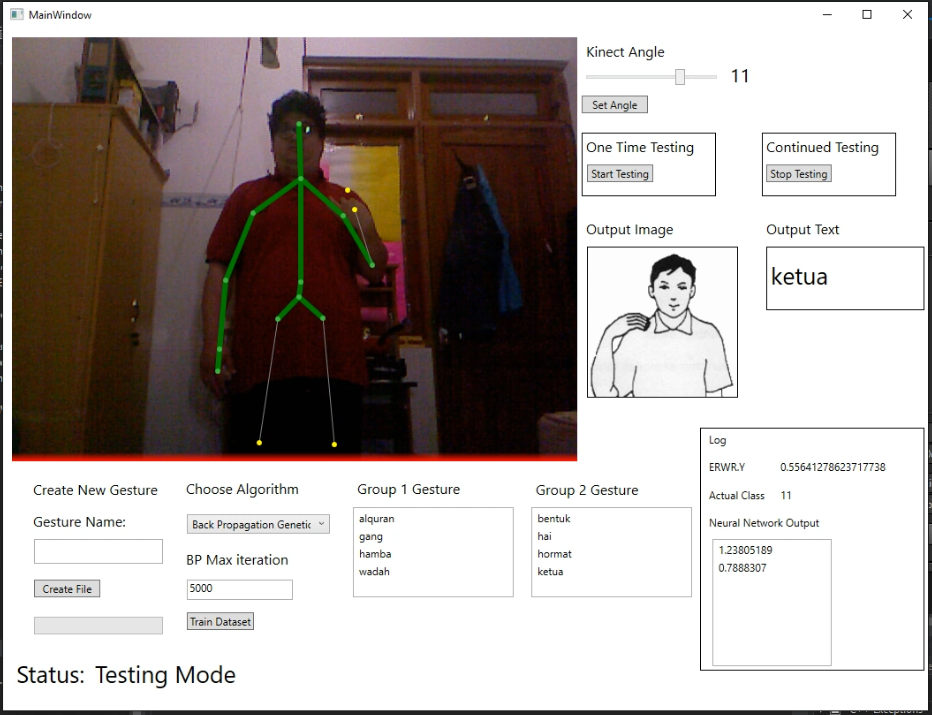 MainWindow
Kinect Angle
11
Set Angle
One Time Testing
Start Testing
Continued Testing
Stop Testing
Output Image
Output Text
ketua
Log
ERWR.Y 0.55641278623717738
Actual Class 11
Neural Network Output
1.23805189
0.7888307
Create New Gesture
Gesture Name:
Create File
Choose Algorithm
Back Propagation Genetic
BP Max iteration
5000
Train Dataset
Group 1 Gesture
alquran
gang
hamba
wadah
Group 2 Gesture
bentuk
hai
hormat
ketua
Status: Testing Mode